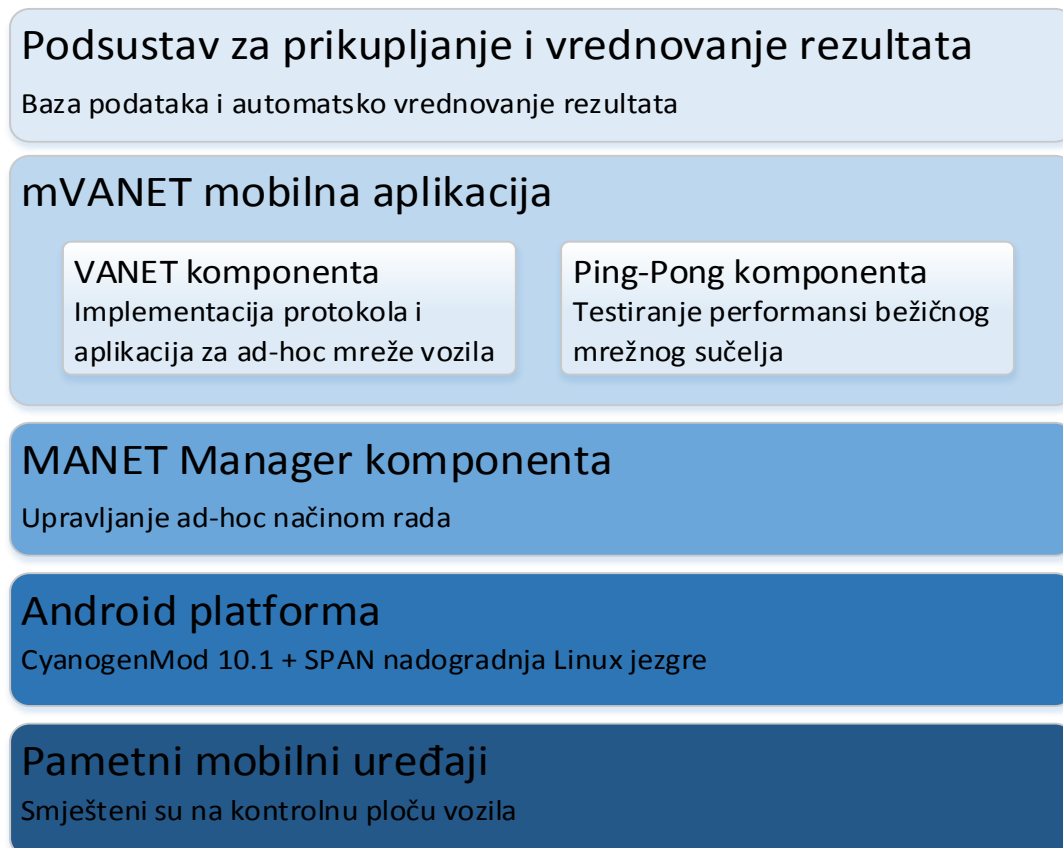 Podsustav za prikupljanje i vrednovanje rezultata
Baza podataka i automatsko vrednovanje rezultata
mVANET mobilna aplikacija
VANET komponenta
Implementacija protokola i
aplikacija za ad-hoc mreže vozila
Ping-Pong komponenta
Testiranje performansi bežičnog
mrežnog sučelja
MANET Manager komponenta
Upravljanje ad-hoc načinom rada
Android platforma
CyanogenMod 10.1 + SPAN nadogradnja Linux jezgre
Pametni mobilni uređaji
Smješteni su na kontrolnu ploču vozila